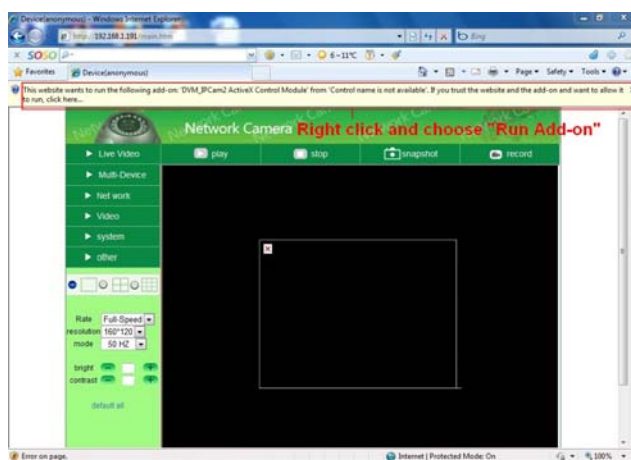 Device(anonymous) - Windows Internet Explorer
http://192.168.1.191/main.htm
Bing
SOSO
6~11℃
Favorites
Device(anonymous)
Page
Safety
Tools
This website wants to run the following add-on: 'DVM_IPCam2 ActiveX Control Module' from 'Control name is not available'. If you trust the website and the add-on and want to allow it
to run, click here...
Network Camera
Right click and choose "Run Add-on"
Live Video
play
stop
snapshot
record
Multi-Device
Net work
Video
system
other
Rate Full-Speed
resolution 160*120
mode 50 HZ
bright
contrast
default all
Error on page.
Internet | Protected Mode: On
100%